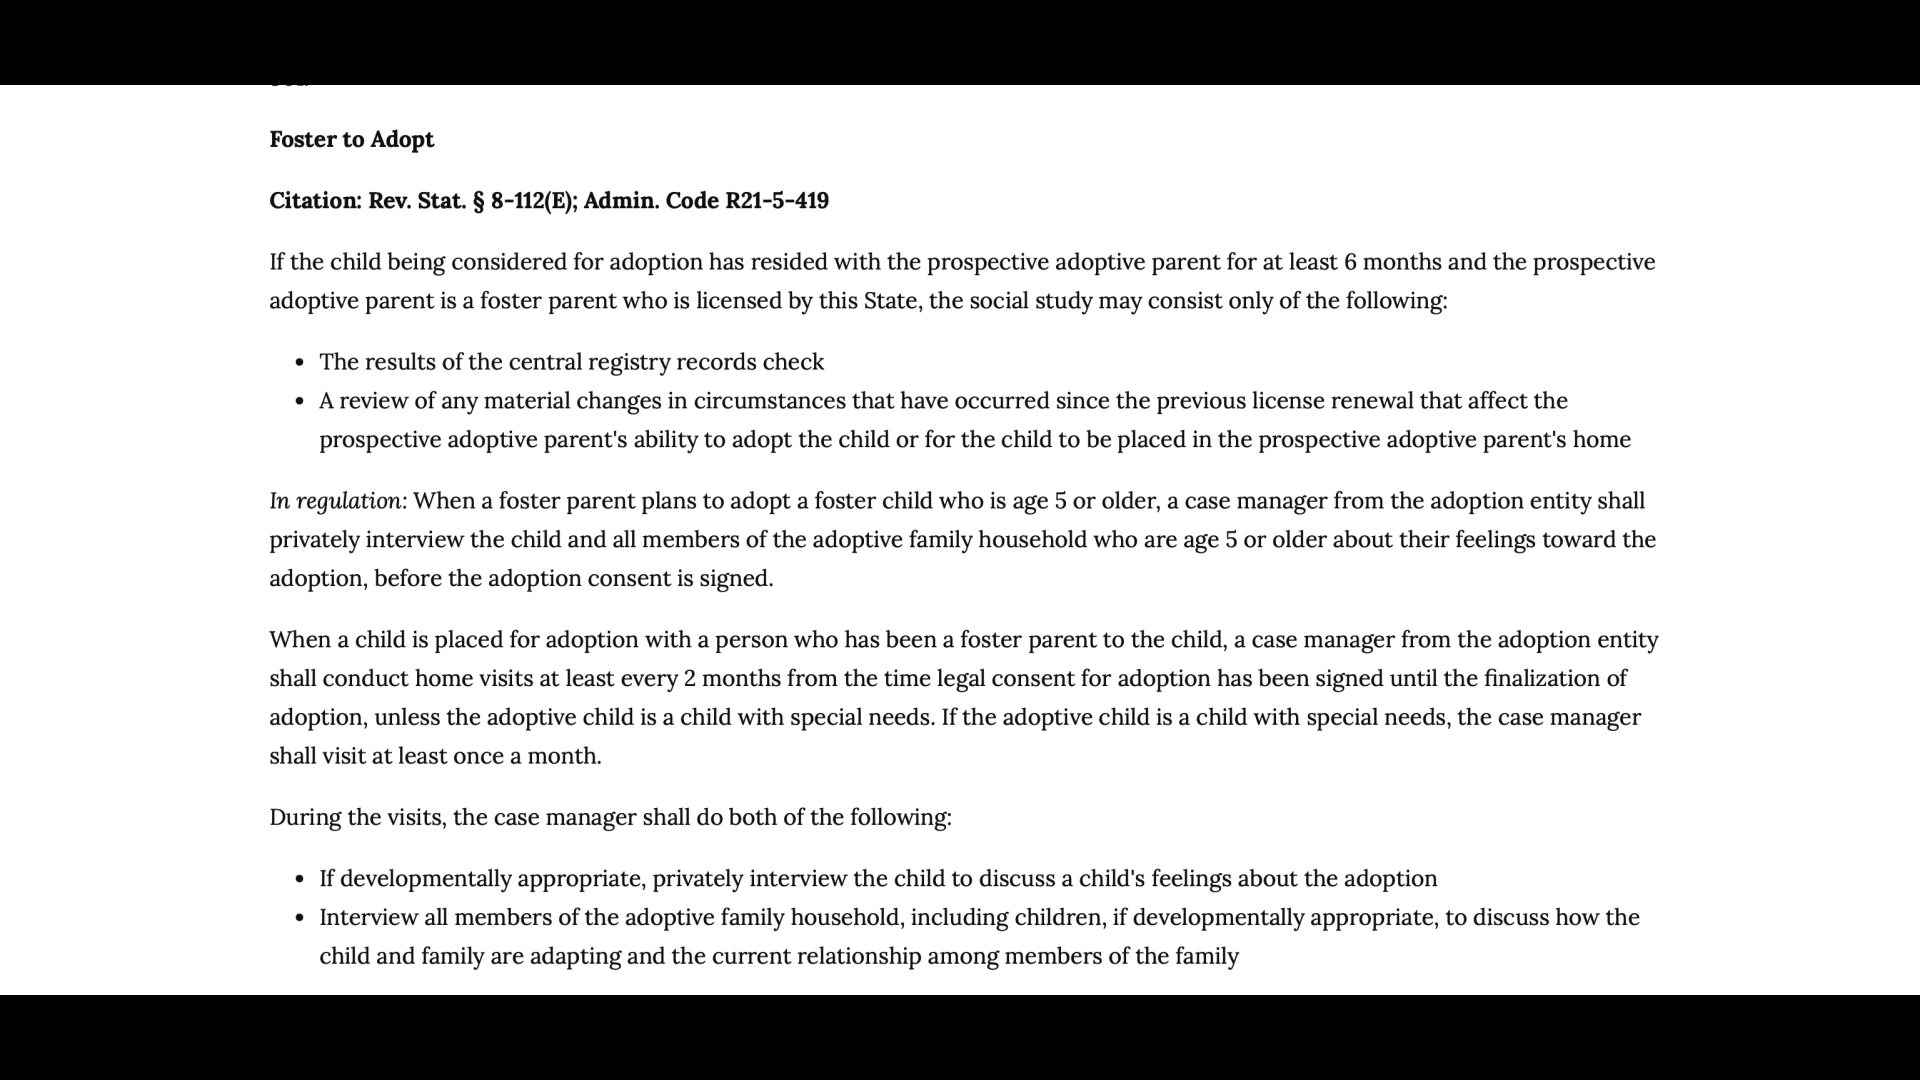 Foster to Adopt
Citation: Rev. Stat. § 8-112(E); Admin. Code R21-5-419
If the child being considered for adoption has resided with the prospective adoptive parent for at least 6 months and the prospective
adoptive parent is a foster parent who is licensed by this State, the social study may consist only of the following:
• The results of the central registry records check
• A review of any material changes in circumstances that have occurred since the previous license renewal that affect the
prospective adoptive parent's ability to adopt the child or for the child to be placed in the prospective adoptive parent's home
In regulation: When a foster parent plans to adopt a foster child who is age 5 or older, a case manager from the adoption entity shall
privately interview the child and all members of the adoptive family household who are age 5 or older about their feelings toward the
adoption, before the adoption consent is signed.
When a child is placed for adoption with a person who has been a foster parent to the child, a case manager from the adoption entity
shall conduct home visits at least every 2 months from the time legal consent for adoption has been signed until the finalization of
adoption, unless the adoptive child is a child with special needs. If the adoptive child is a child with special needs, the case manager
shall visit at least once a month.
During the visits, the case manager shall do both of the following:
• If developmentally appropriate, privately interview the child to discuss a child's feelings about the adoption
• Interview all members of the adoptive family household, including children, if developmentally appropriate, to discuss how the
child and family are adapting and the current relationship among members of the family